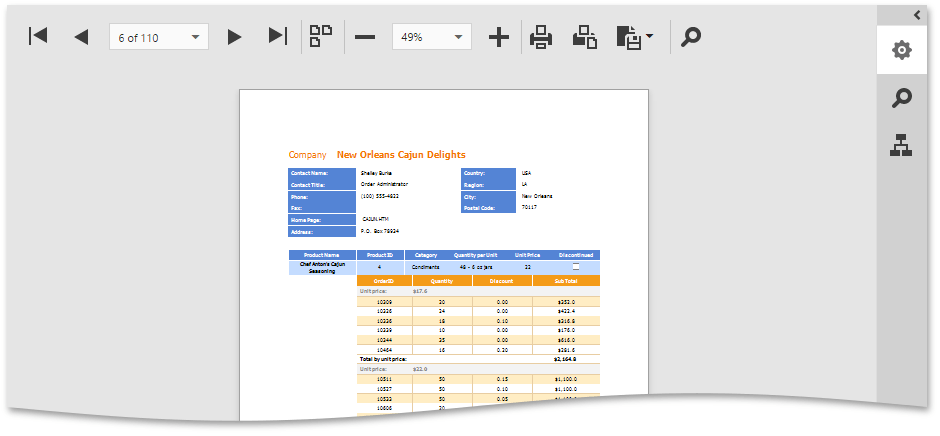 6 of 110 49%
Company New Orleans Cajun Delights
Contact Name: Shelley Burke Country: USA
Contact Title: Order Administrator Region: LA
Phone: (100) 555-4822 City: New Orleans
Fax: Postal Code: 70117
Home Page: CAJUN.HTM
Address: P.O. Box 78934
Product Name Product ID Category Quantity per Unit Unit Price Discontinued
Chef Anton's Cajun
Seasoning 4 Condiments 48 - 6 oz jars 22
OrderID Quantity Discount Sub Total
Unit price: $17.6
10309 20 0.00 $352.0
10326 24 0.00 $422.4
10336 18 0.10 $316.8
10339 10 0.00 $176.0
10344 35 0.00 $616.0
10464 16 0.20 $281.6
Total by unit price: $2,164.8
Unit price: $22.0
10511 50 0.15 $1,100.0
10527 50 0.10 $1,100.0
10533 50 0.05
10606 20